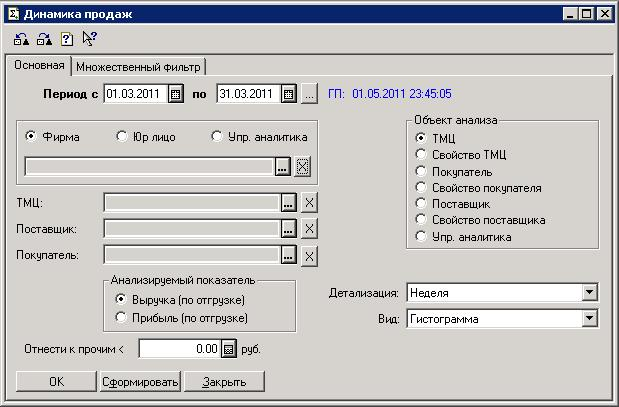 Динамика продаж
Основная Множественный фильтр
Период с 01.03.2011 по 31.03.2011 ... ГП: 01.05.2011 23:45:05
Фирма Юр лицо Упр. аналитика
... X
ТМЦ: ... X
Поставщик: ... X
Покупатель: ... X
Объект анализа
ТМЦ
Свойство ТМЦ
Покупатель
Свойство покупателя
Поставщик
Свойство поставщика
Упр. аналитика
Анализируемый показатель
Выручка (по отгрузке)
Прибыль (по отгрузке)
Детализация: Неделя
Вид: Гистограмма
Отнести к прочим < 0.00 руб.
OK Сформировать Закрыть